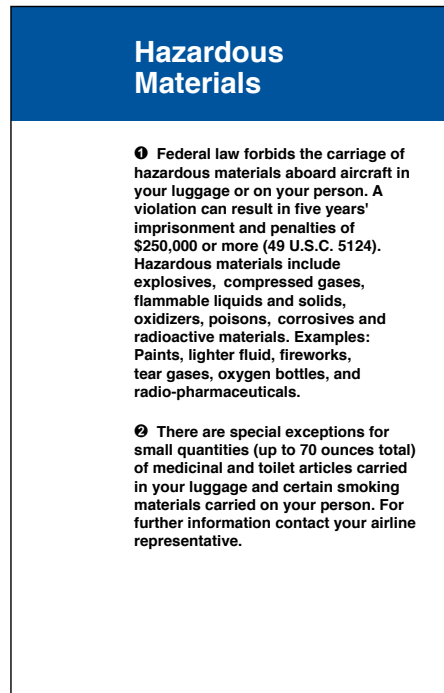 Hazardous
Materials
❶ Federal law forbids the carriage of
hazardous materials aboard aircraft in
your luggage or on your person. A
violation can result in five years'
imprisonment and penalties of
$250,000 or more (49 U.S.C. 5124).
Hazardous materials include
explosives, compressed gases,
flammable liquids and solids,
oxidizers, poisons, corrosives and
radioactive materials. Examples:
Paints, lighter fluid, fireworks,
tear gases, oxygen bottles, and
radio-pharmaceuticals.
❷ There are special exceptions for
small quantities (up to 70 ounces total)
of medicinal and toilet articles carried
in your luggage and certain smoking
materials carried on your person. For
further information contact your airline
representative.